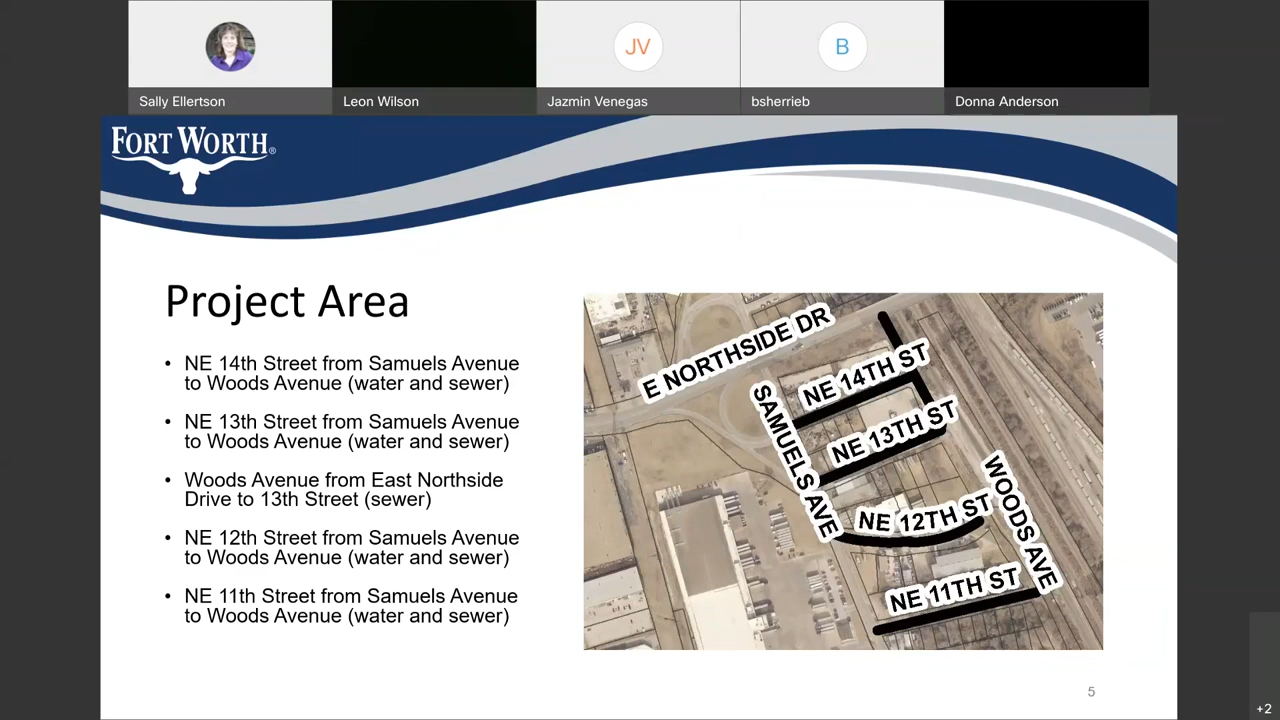 JV
B
Sally Ellertson
Leon Wilson
Jazmin Venegas
bsherrieb
Donna Anderson
FORT WORTH®
Project Area
• NE 14th Street from Samuels Avenue
to Woods Avenue (water and sewer)
• NE 13th Street from Samuels Avenue
to Woods Avenue (water and sewer)
• Woods Avenue from East Northside
Drive to 13th Street (sewer)
• NE 12th Street from Samuels Avenue
to Woods Avenue (water and sewer)
• NE 11th Street from Samuels Avenue
to Woods Avenue (water and sewer)
E NORTHSIDE DR
NE 14TH ST
SAMUELS AVE
NE 13TH ST
WOODS AVE
NE 12TH ST
NE 11TH ST
5
+2